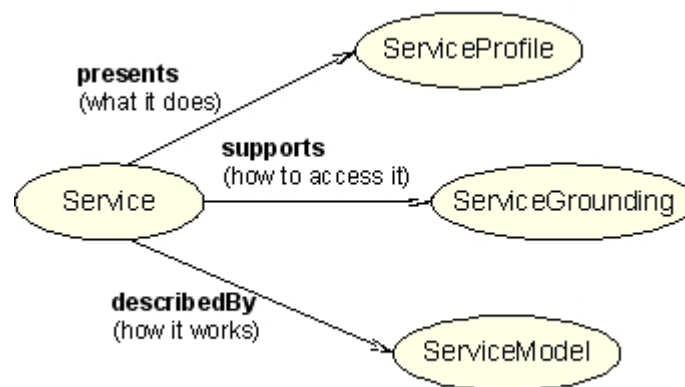 ServiceProfile
presents
(what it does)
supports
(how to access it)
Service
ServiceGrounding
describedBy
(how it works)
ServiceModel